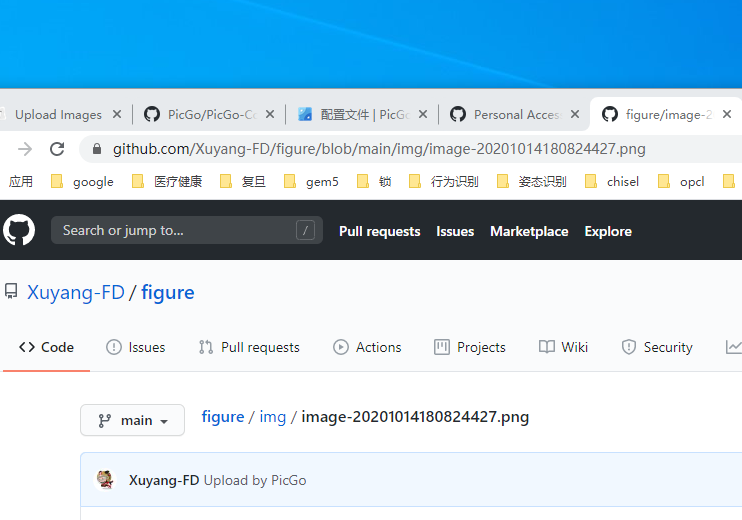 Upload Images PicGo/PicGo-Co 配置文件 | PicGo Personal Acces figure/image-2
github.com/Xuyang-FD/figure/blob/main/img/image-20201014180824427.png
应用 google 医疗健康 复旦 gem5 锁 行为识别 姿态识别 chisel opcl
Search or jump to... / Pull requests Issues Marketplace Explore
Xuyang-FD / figure
Code Issues Pull requests Actions Projects Wiki Security
main figure / img / image-20201014180824427.png
Xuyang-FD Upload by PicGo